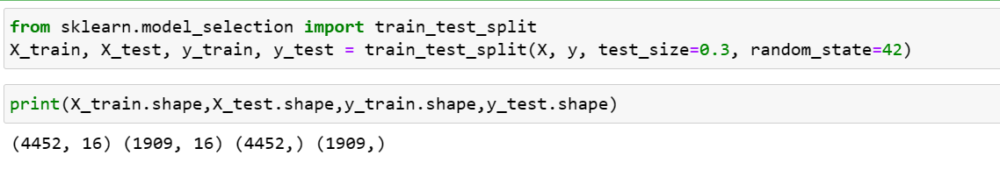 from sklearn.model_selection import train_test_split
X_train, X_test, y_train, y_test = train_test_split(X, y, test_size=0.3, random_state=42)
print(X_train.shape,X_test.shape,y_train.shape,y_test.shape)
(4452, 16) (1909, 16) (4452,) (1909,)